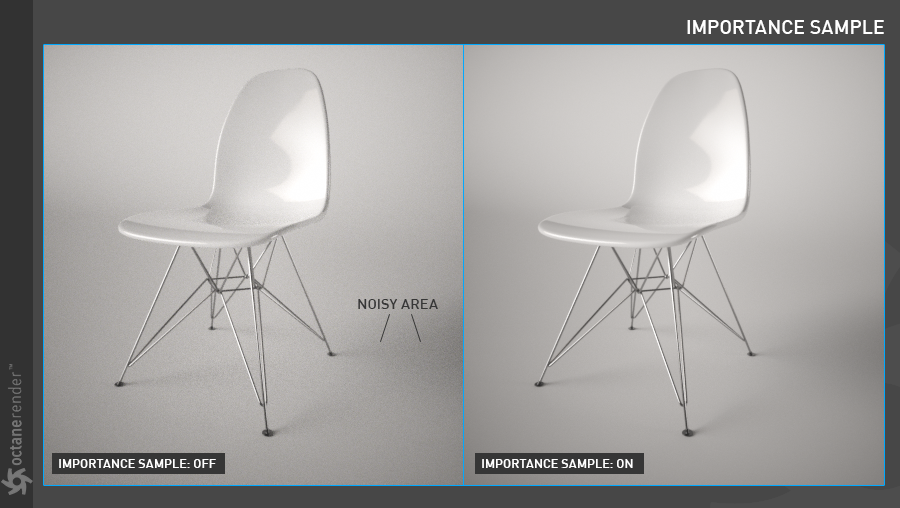 IMPORTANCE SAMPLE
NOISY AREA
IMPORTANCE SAMPLE: OFF
IMPORTANCE SAMPLE: ON
octanerender™